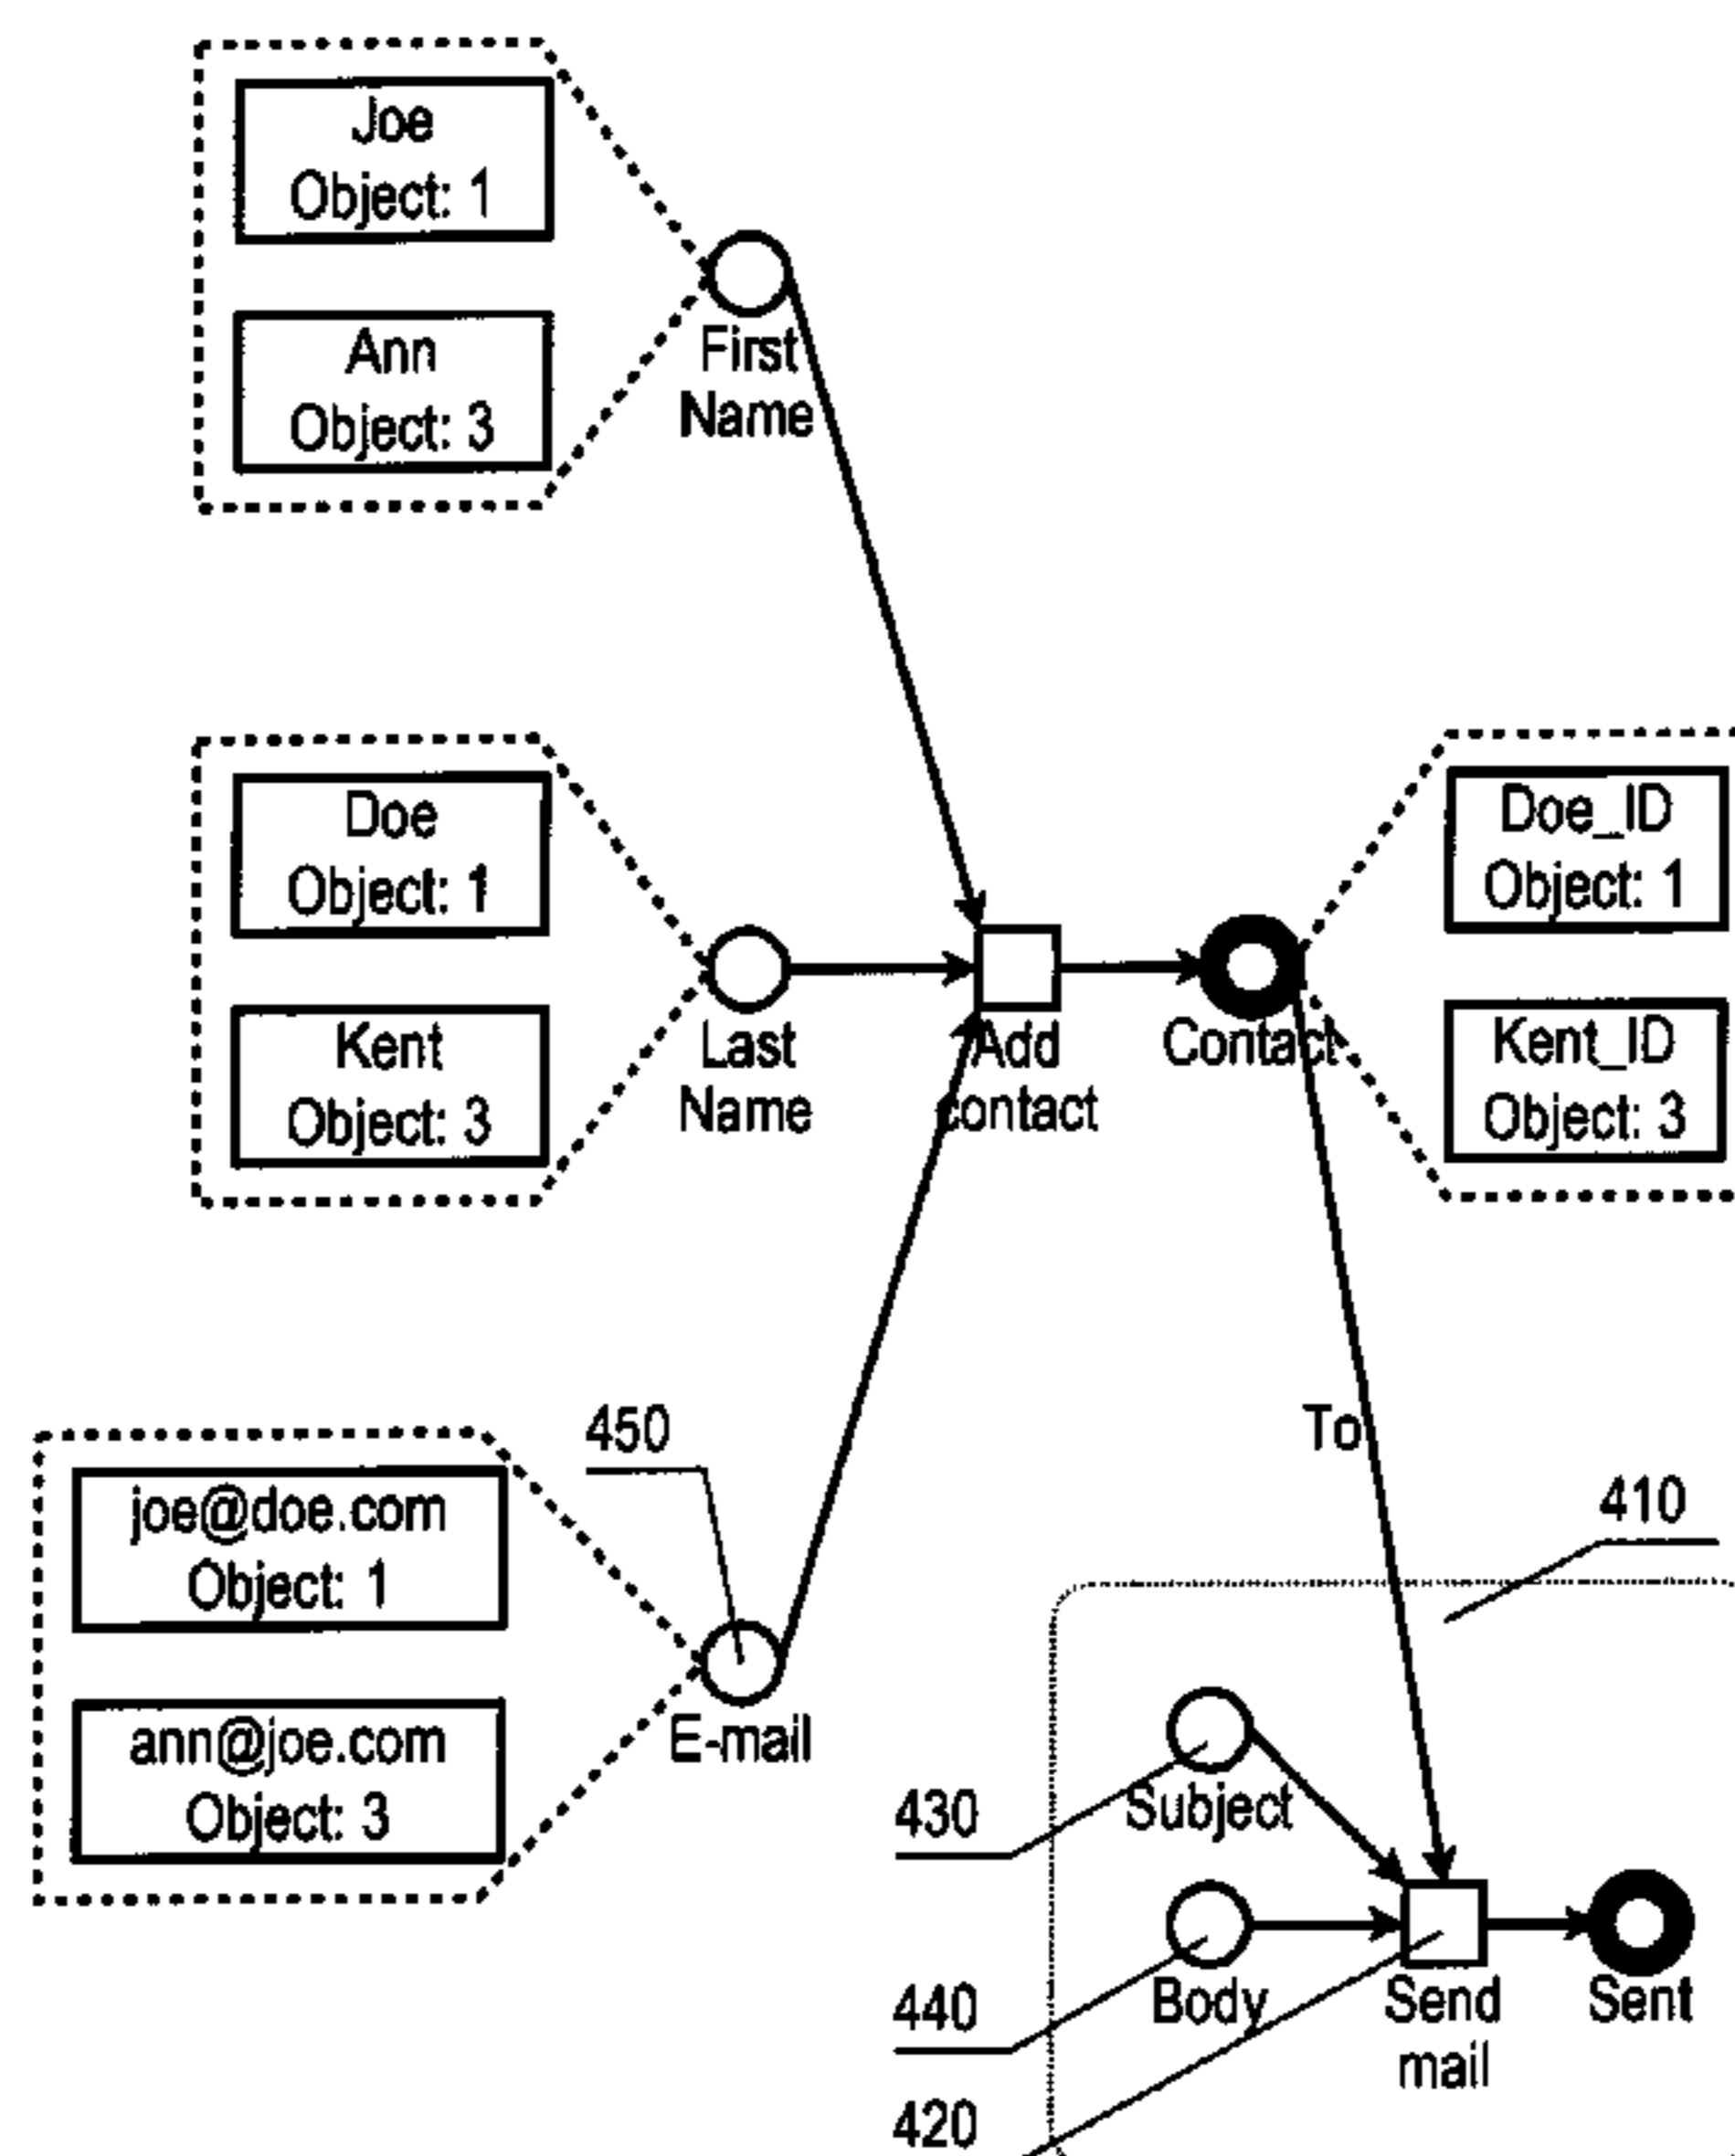 Joe
Object: 1
Ann
Object: 3
First
Name
Doe
Object: 1
Kent
Object: 3
Last
Name
Add
contact
Contact
Doe_ID
Object: 1
Kent_ID
Object: 3
To
450
410
joe@doe.com
Object: 1
ann@joe.com
Object: 3
E-mail
430
Subject
440
Body
Send
mail
Sent
420